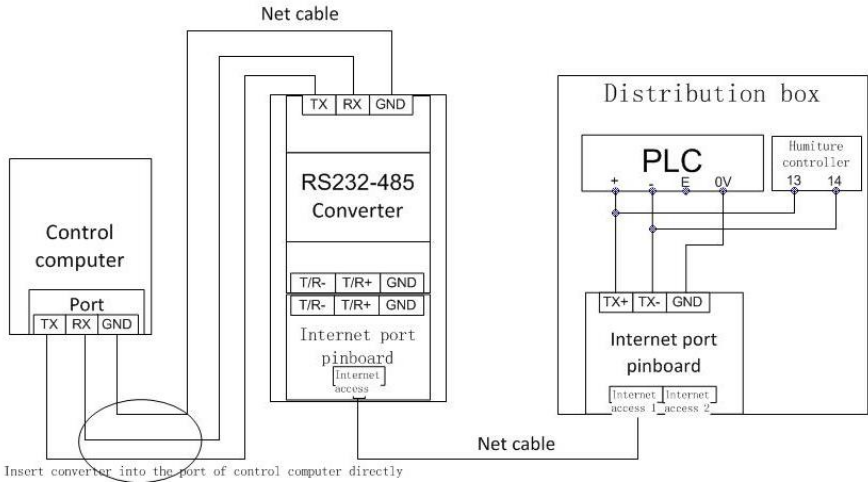 Net cable
TX RX GND
RS232-485
Converter
T/R- T/R+ GND
T/R- T/R+ GND
Internet port
pinboard
Internet
access
Control
computer
Port
TX RX GND
Distribution box
PLC
+ - E 0V
Humiture
controller
13 14
TX+ TX- GND
Internet port
pinboard
Internet Internet
access 1 access 2
Net cable
Insert converter into the port of control computer directly